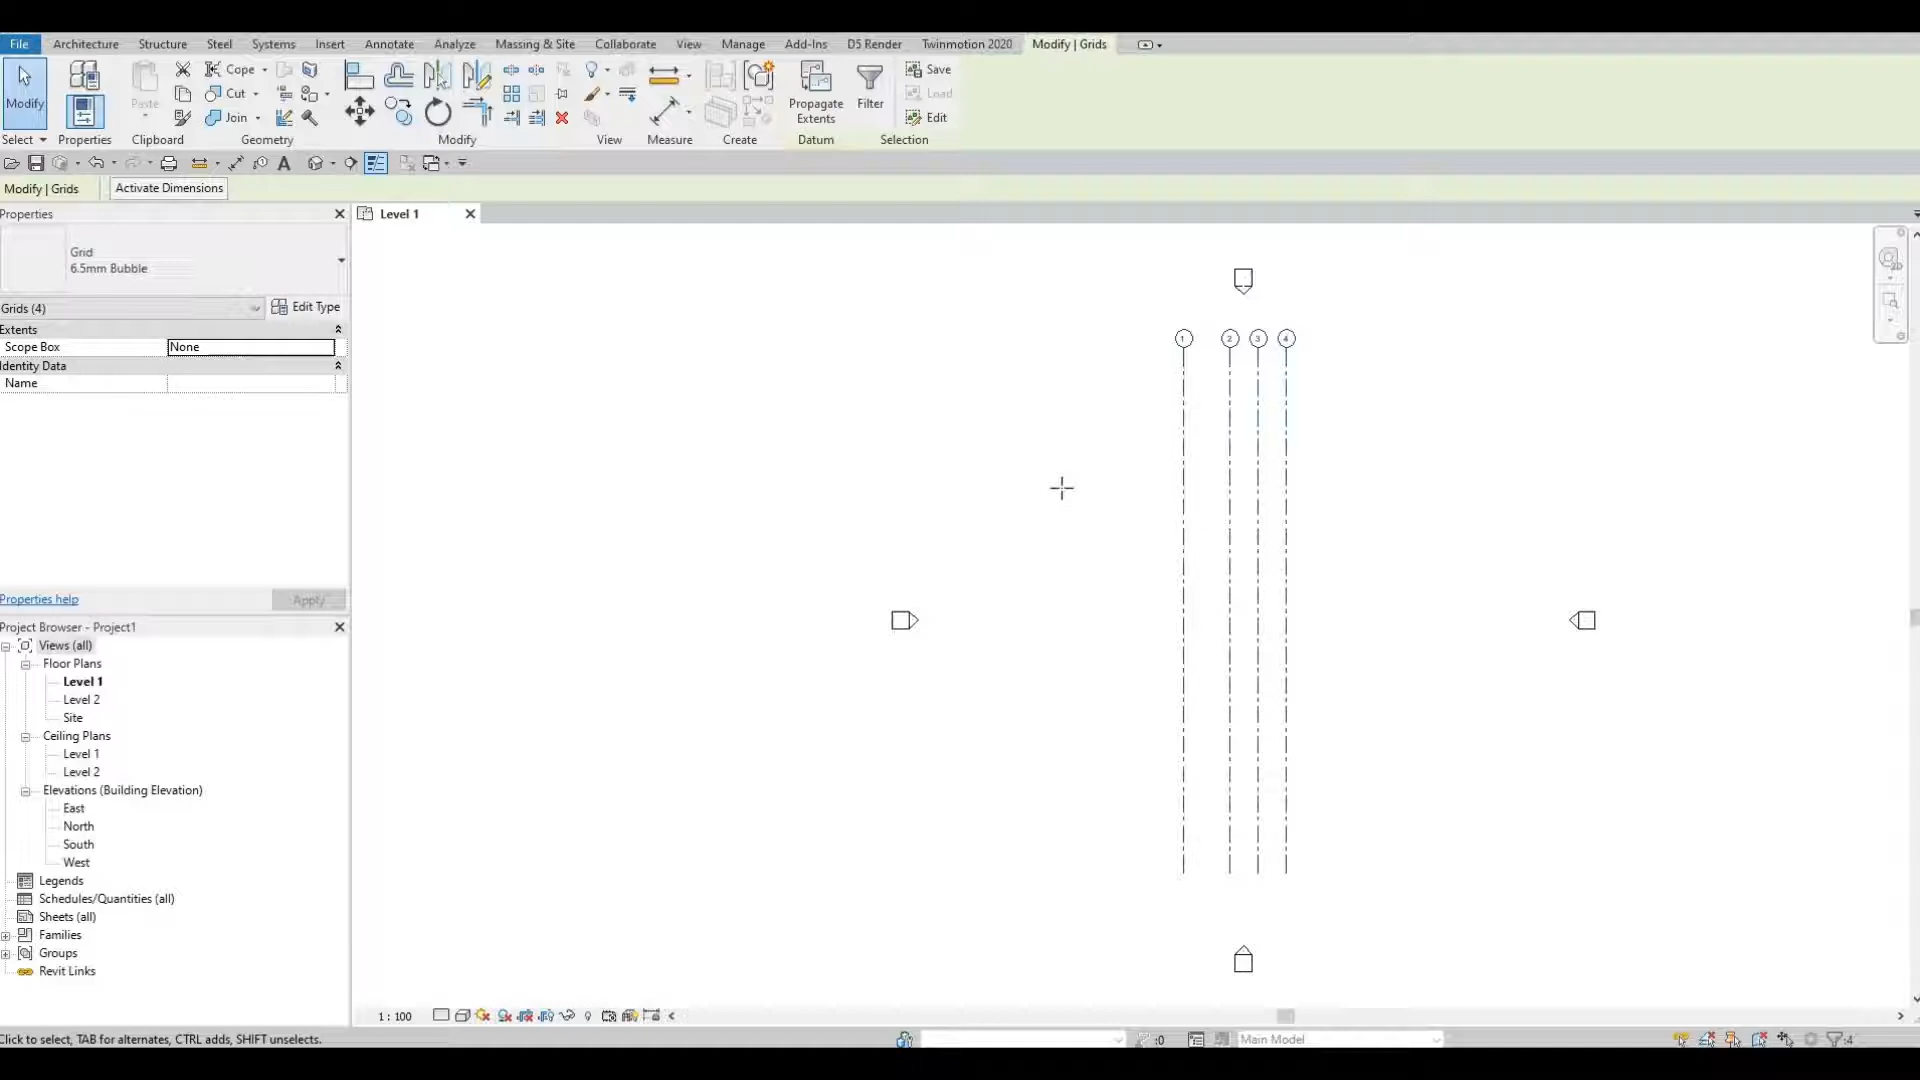 File Architecture Structure Steel Systems Insert Annotate Analyze Massing & Site Collaborate View Manage Add-Ins D5 Render Twinmotion 2020 Modify | Grids
Modify Paste Cope Cut Join Propagate Extents Filter Save Load Edit
Select Properties Clipboard Geometry Modify View Measure Create Datum Selection
A
Modify | Grids Activate Dimensions
Properties
Level 1
Grid
6.5mm Bubble
Grids (4) Edit Type
Extents
Scope Box None
Identity Data
Name
1 2 3 4
Properties help Apply
Project Browser - Project1
Views (all)
Floor Plans
Level 1
Level 2
Site
Ceiling Plans
Level 1
Level 2
Elevations (Building Elevation)
East
North
South
West
Legends
Schedules/Quantities (all)
Sheets (all)
Families
Groups
Revit Links
1 : 100
Click to select, TAB for alternates, CTRL adds, SHIFT unselects. :0 Main Model :4